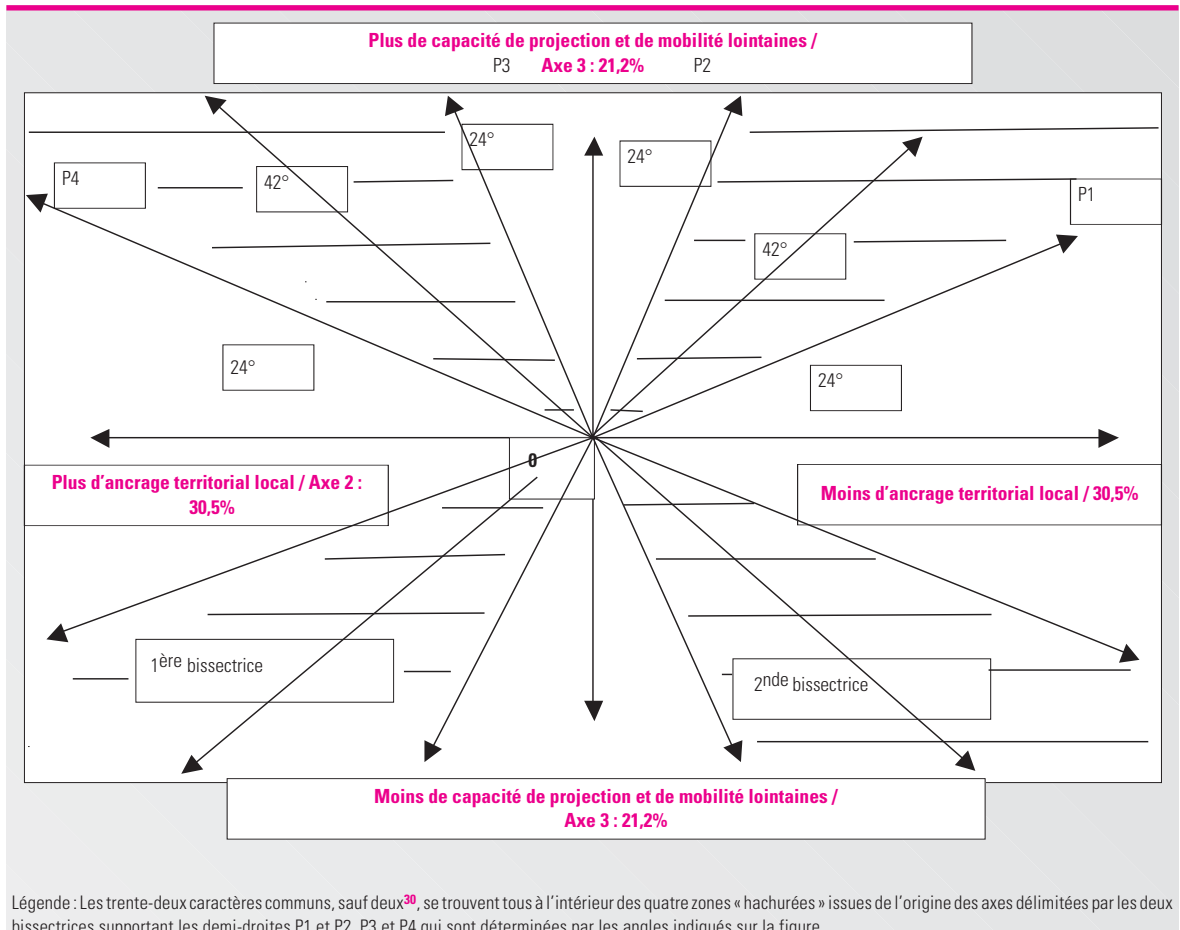 Plus de capacité de projection et de mobilité lointaines /
P3 Axe 3 : 21,2% P2
24°
24°
P4
42°
P1
42°
24°
24°
0
Plus d'ancrage territorial local / Axe 2 :
30,5%
Moins d'ancrage territorial local / 30,5%
1ère bissectrice
2nde bissectrice
Moins de capacité de projection et de mobilité lointaines /
Axe 3 : 21,2%
Légende : Les trente-deux caractères communs, sauf deux30, se trouvent tous à l'intérieur des quatre zones « hachurées » issues de l'origine des axes délimitées par les deux
bissectrices supportant les demi-droites P1 et P2, P3 et P4 qui sont déterminées par les angles indiqués sur la figure